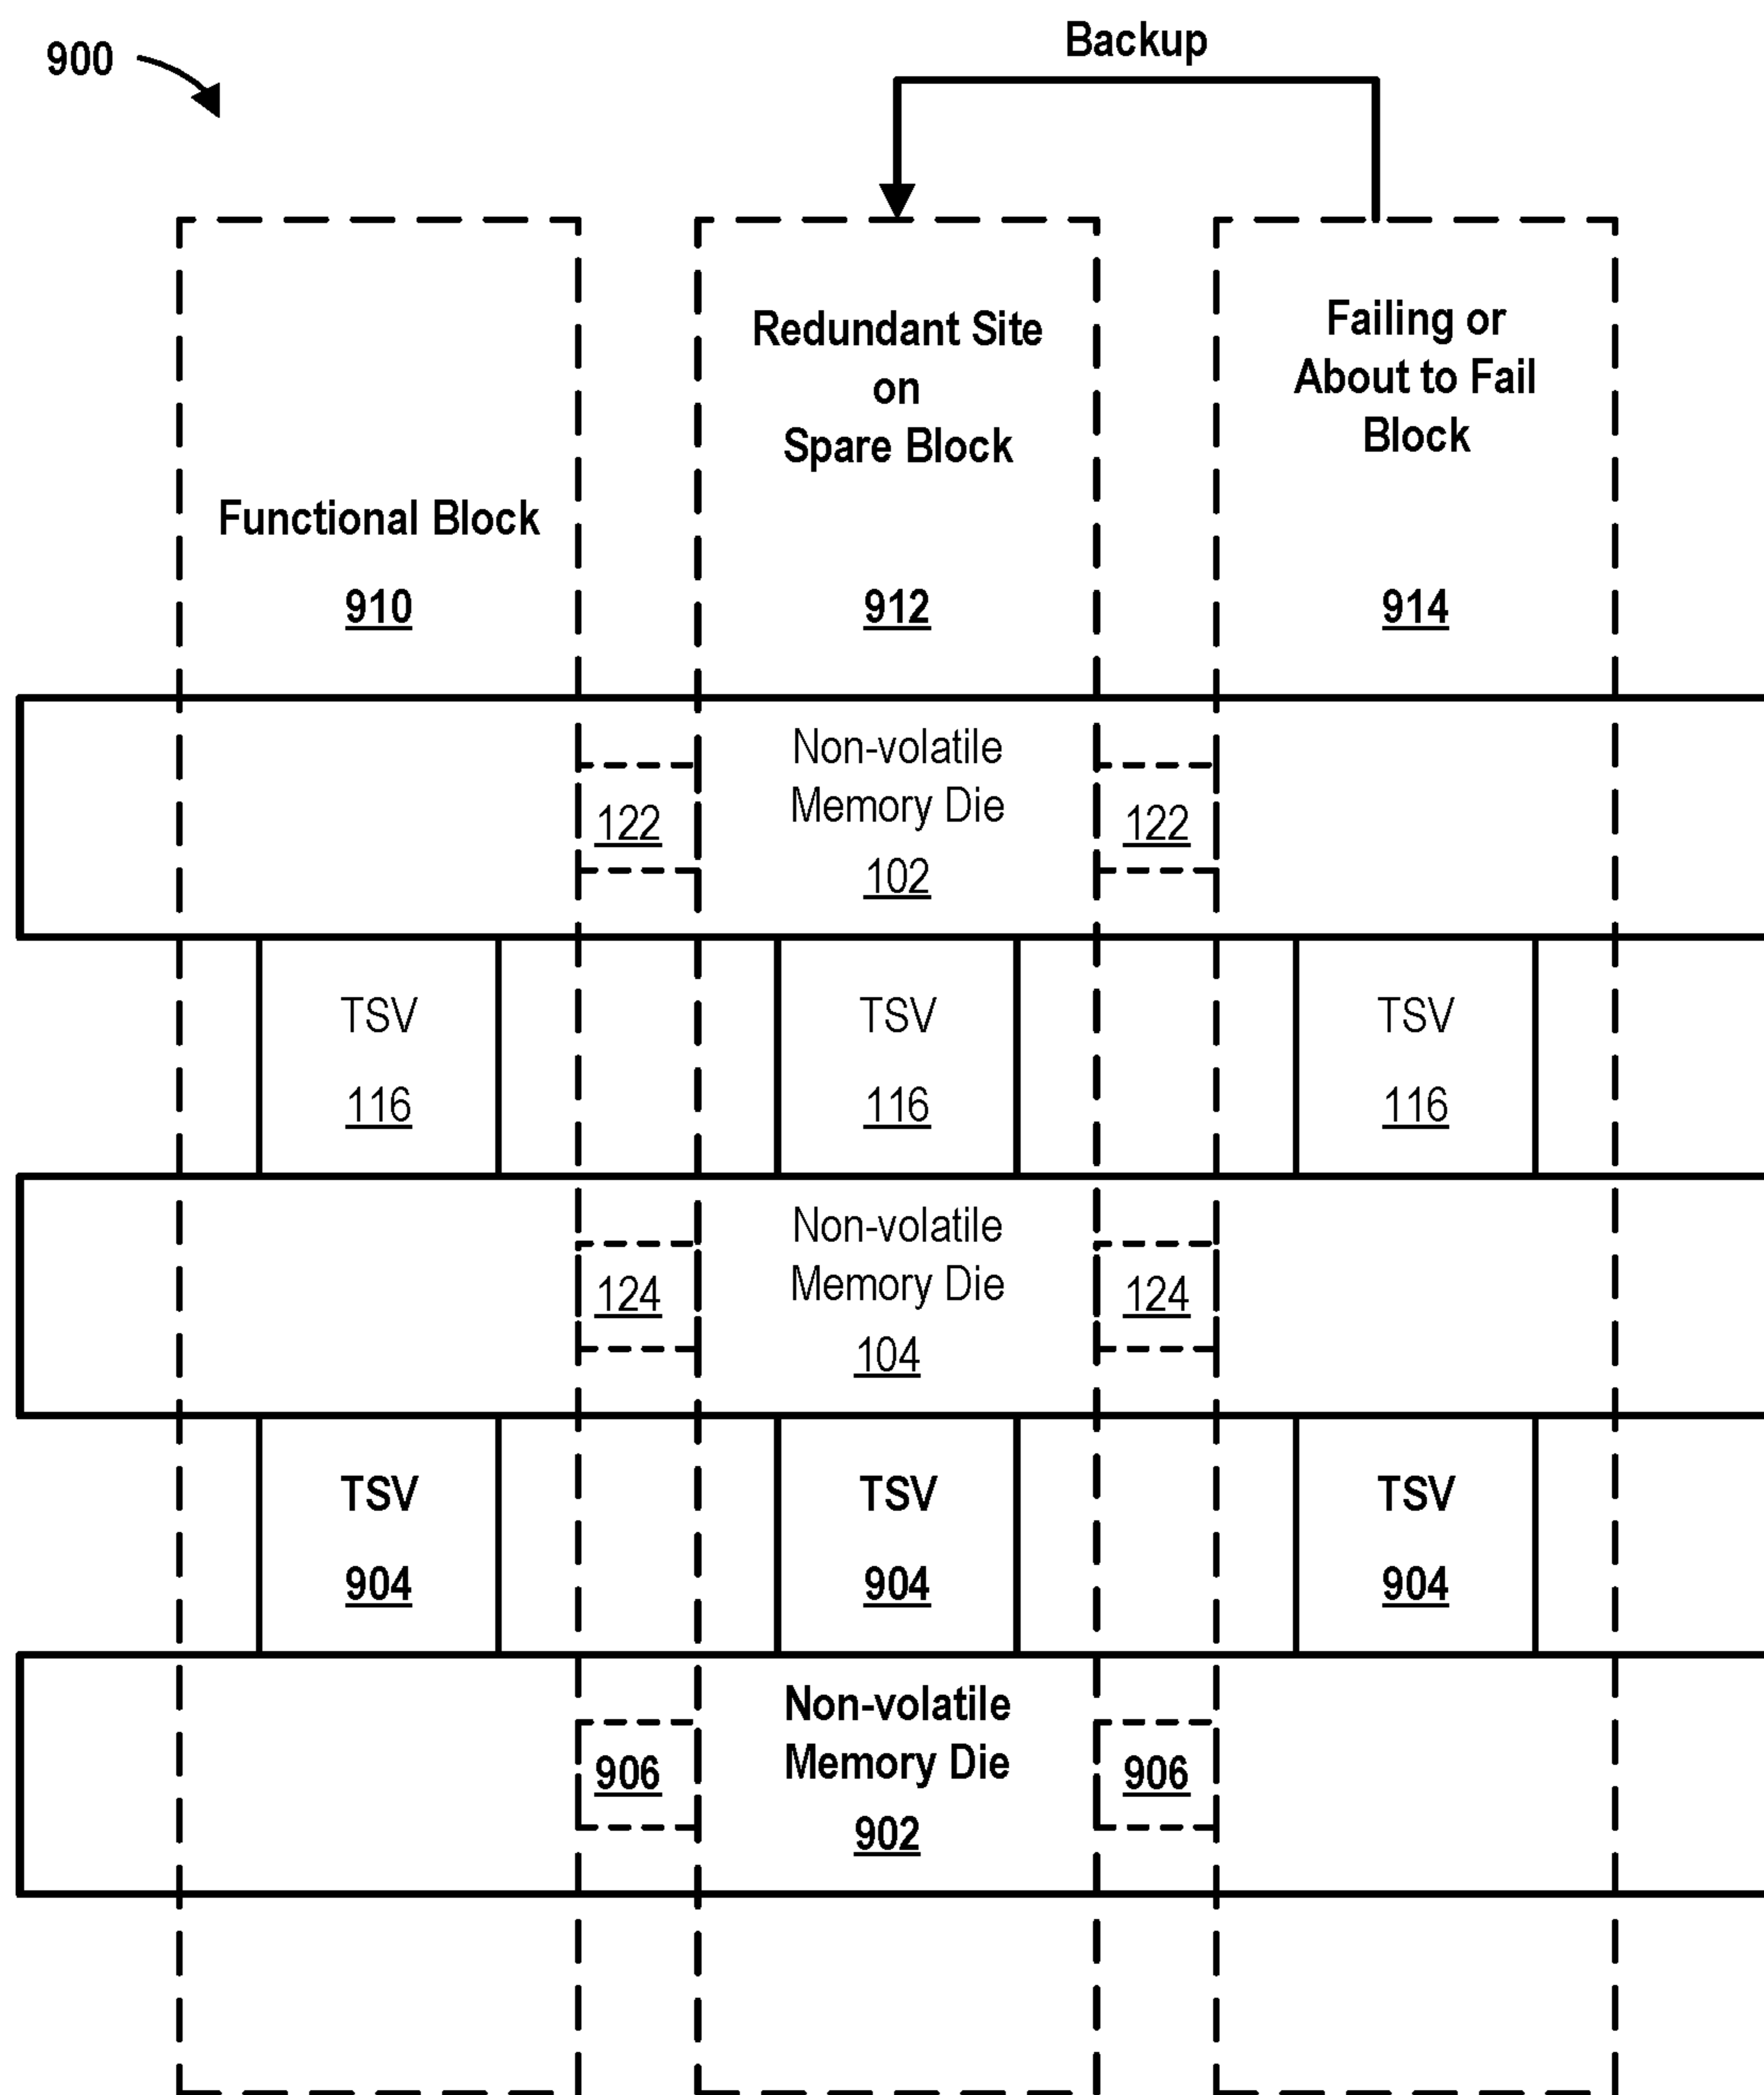 900
Backup
Functional Block
910
Redundant Site
on
Spare Block
912
Failing or
About to Fail
Block
914
122
Non-volatile
Memory Die
102
122
TSV
116
TSV
116
TSV
116
124
Non-volatile
Memory Die
104
124
TSV
904
TSV
904
TSV
904
906
Non-volatile
Memory Die
902
906